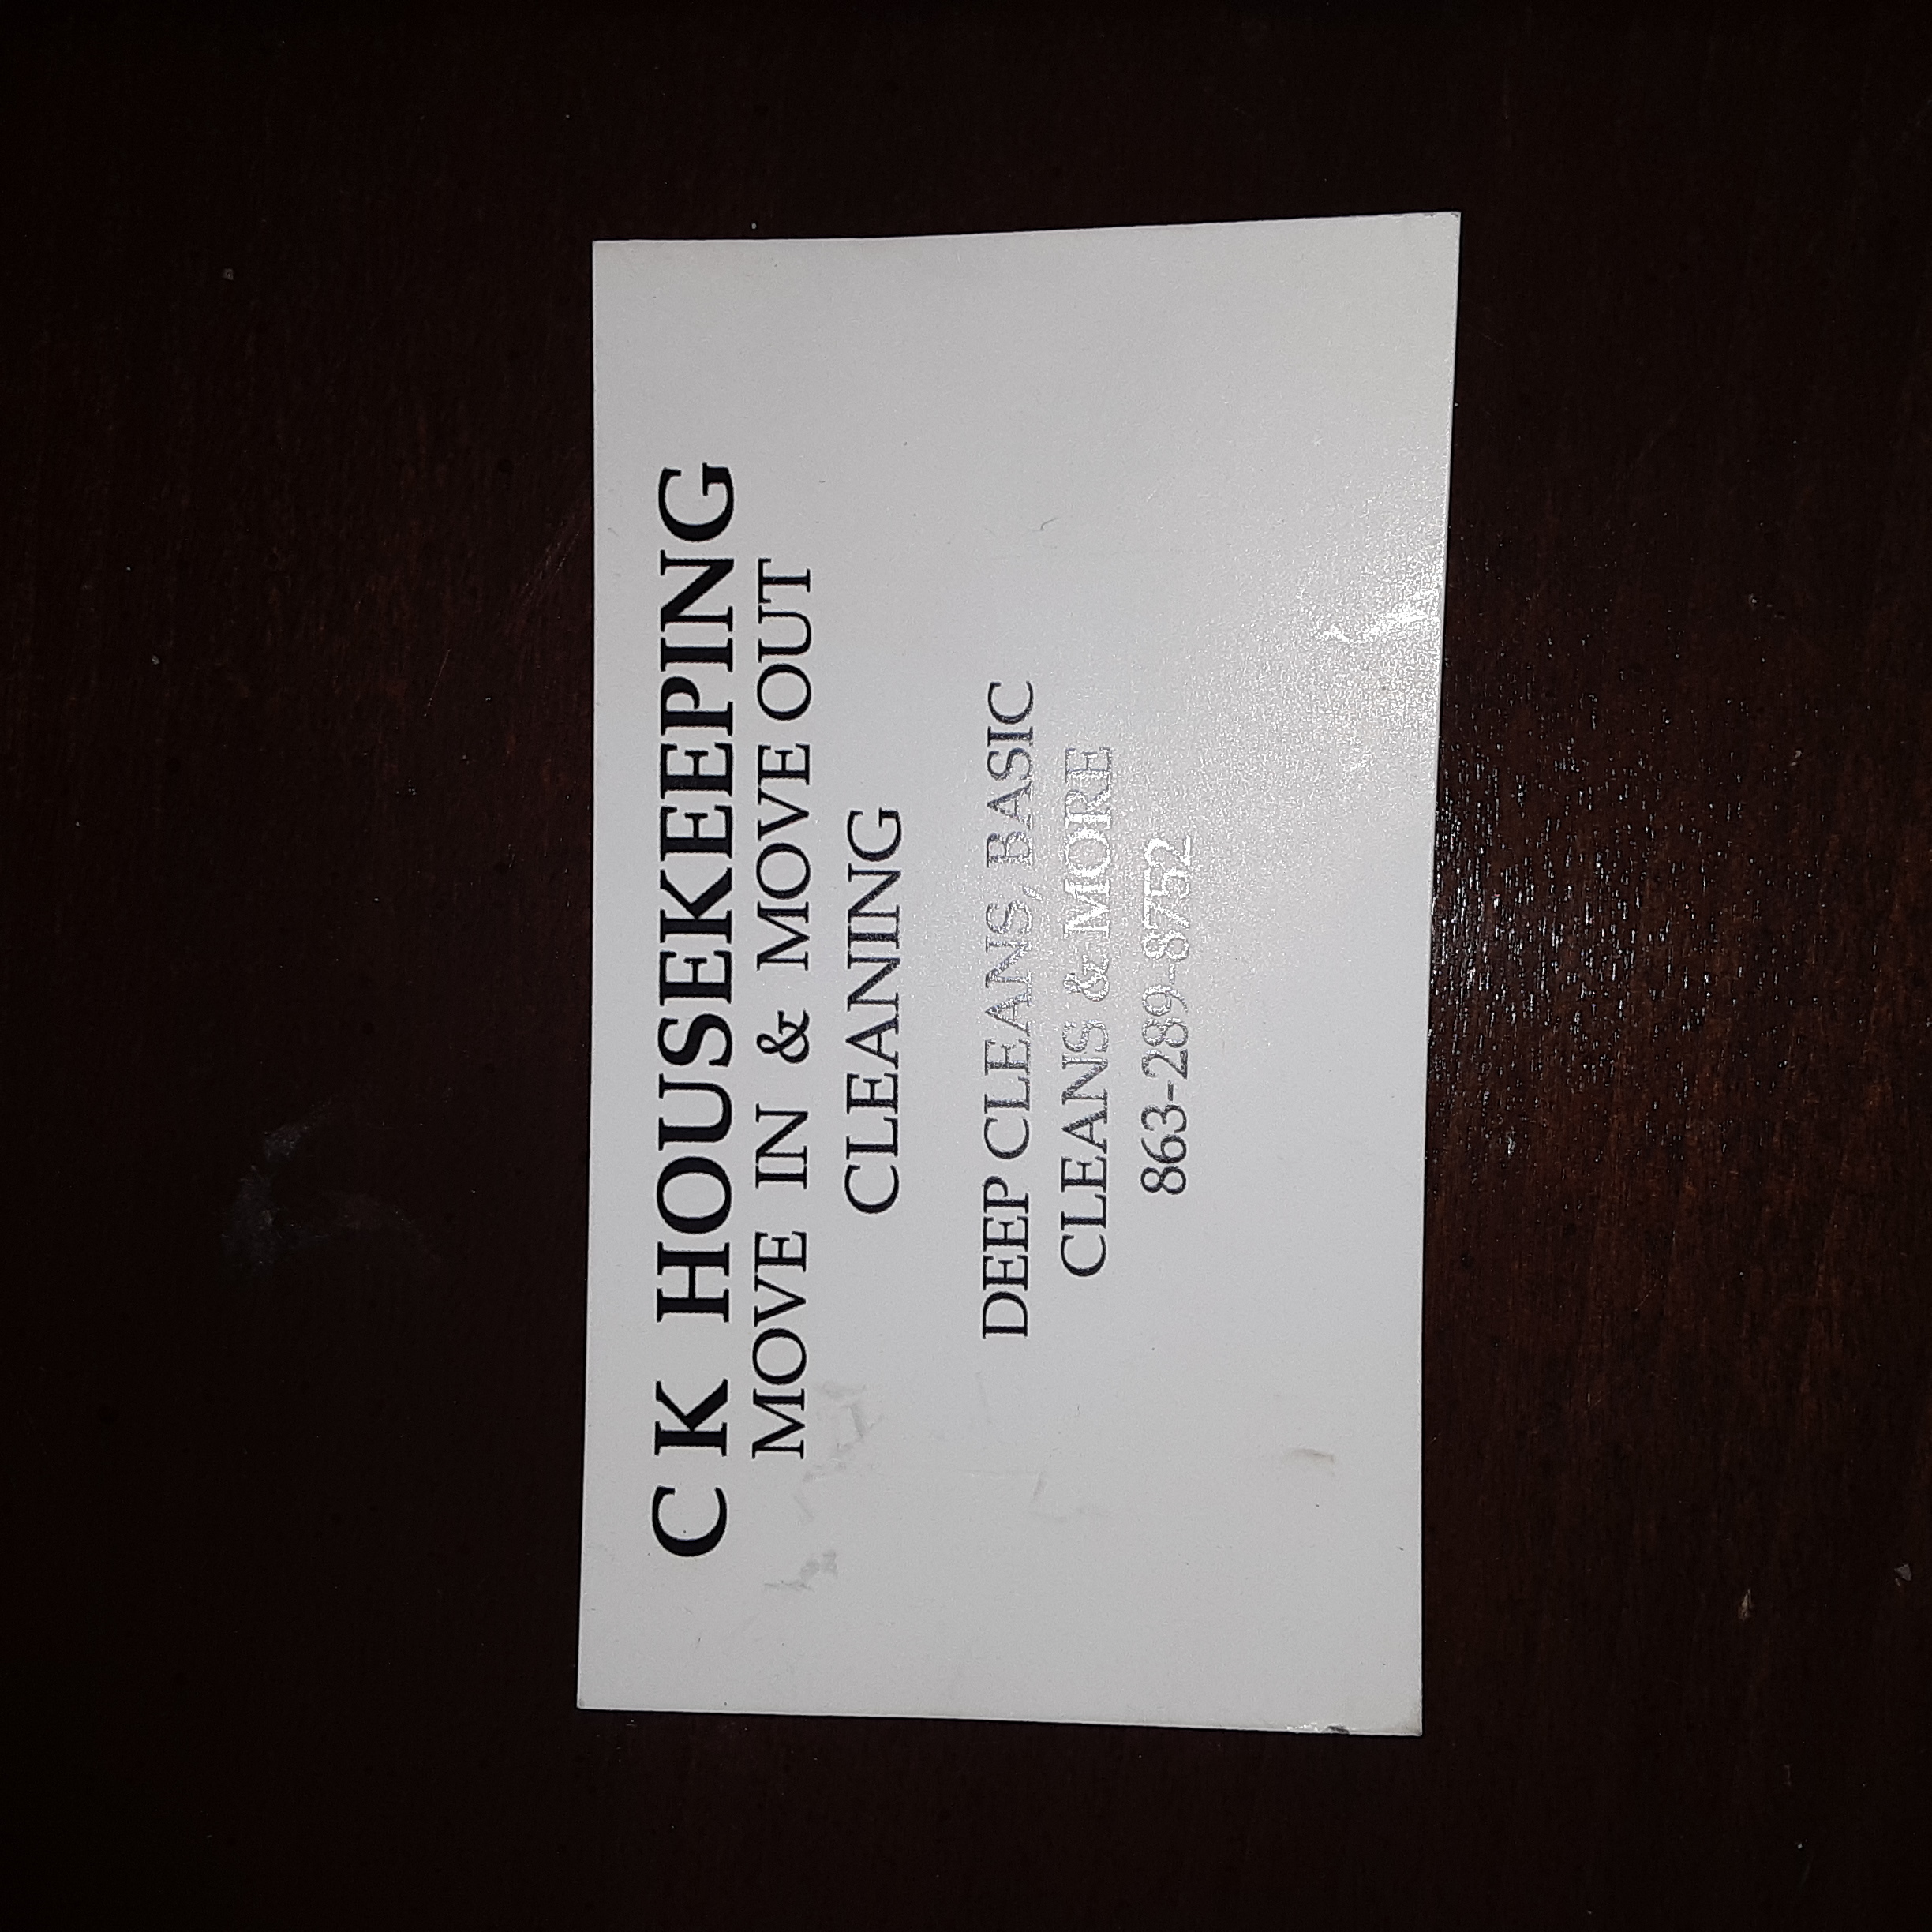 C K HOUSEKEEPING
MOVE IN & MOVE OUT
CLEANING
DEEP CLEANS, BASIC
CLEANS & MORE
863-289-8752